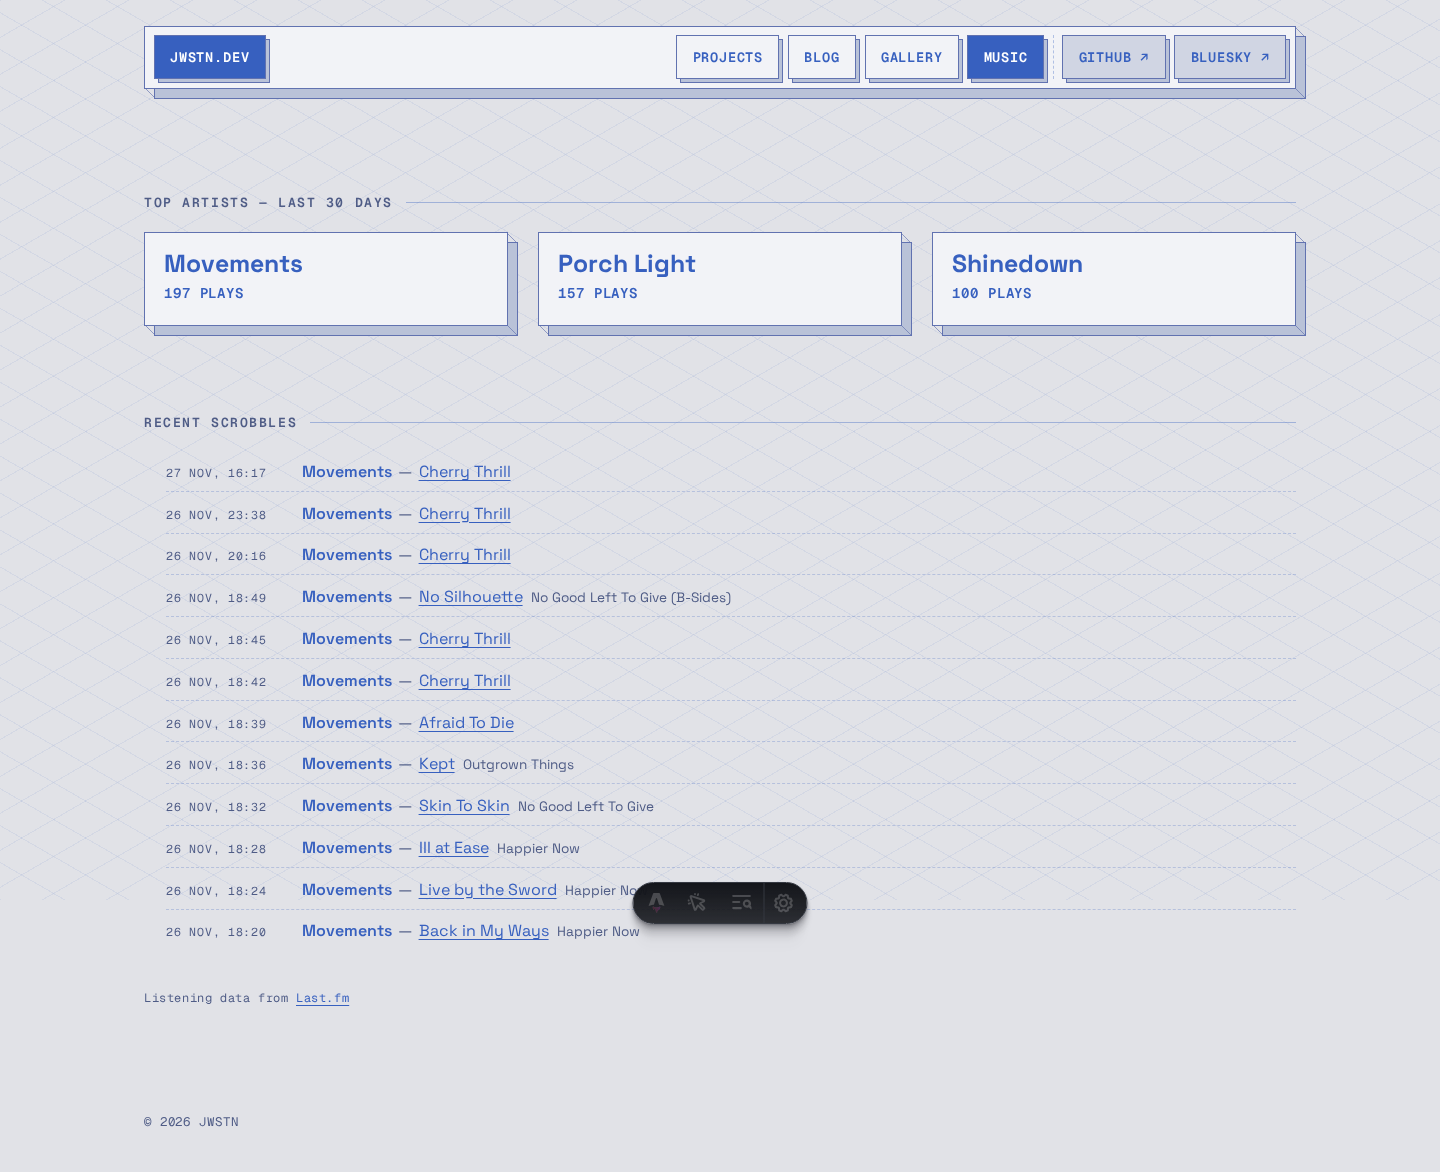 JWSTN.DEV
PROJECTS
BLOG
GALLERY
MUSIC
GITHUB ↗
BLUESKY ↗
TOP ARTISTS — LAST 30 DAYS
Movements
197 PLAYS
Porch Light
157 PLAYS
Shinedown
100 PLAYS
RECENT SCROBBLES
27 NOV, 16:17 Movements — Cherry Thrill
26 NOV, 23:38 Movements — Cherry Thrill
26 NOV, 20:16 Movements — Cherry Thrill
26 NOV, 18:49 Movements — No Silhouette No Good Left To Give (B-Sides)
26 NOV, 18:45 Movements — Cherry Thrill
26 NOV, 18:42 Movements — Cherry Thrill
26 NOV, 18:39 Movements — Afraid To Die
26 NOV, 18:36 Movements — Kept Outgrown Things
26 NOV, 18:32 Movements — Skin To Skin No Good Left To Give
26 NOV, 18:28 Movements — Ill at Ease Happier Now
26 NOV, 18:24 Movements — Live by the Sword Happier
26 NOV, 18:20 Movements — Back in My Ways Happier Now
Listening data from Last.fm
© 2026 JWSTN